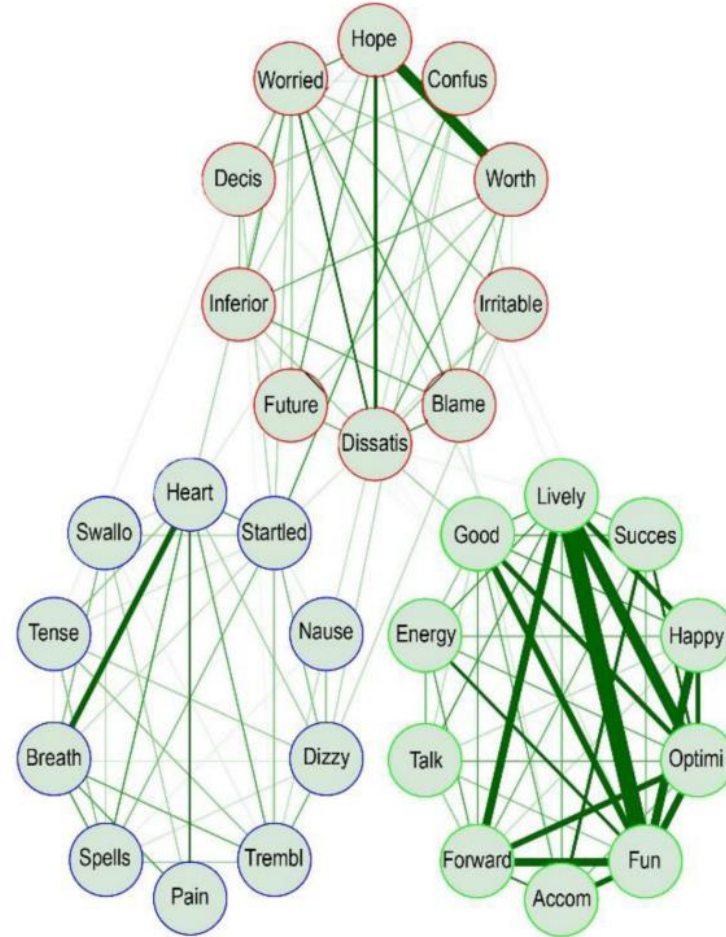 Hope
Worried
Confus
Decis
Worth
Inferior
Irritable
Future
Blame
Dissatis
Heart
Swallo
Startled
Tense
Nause
Breath
Dizzy
Spells
Trembl
Pain
Lively
Good
Succes
Energy
Happy
Talk
Optimi
Forward
Fun
Accom